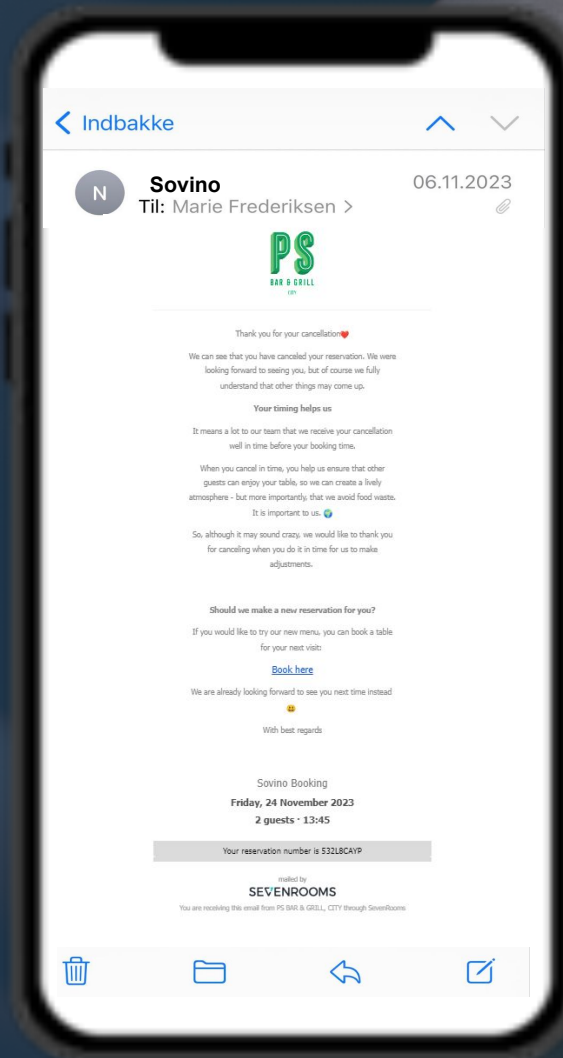 Indbakke
N
Sovino
06.11.2023
Til: Marie Frederiksen >
PS
BAR & GRILL
CITY
Thank you for your cancellation❤️
We can see that you have canceled your reservation. We were
looking forward to seeing you, but of course we fully
understand that other things may come up.
Your timing helps us
It means a lot to our team that we receive your cancellation
well in time before your booking time.
When you cancel in time, you help us ensure that other
guests can enjoy your table, so we can create a lively
atmosphere - but more importantly, that we avoid food waste.
It is important to us. 🌍
So, although it may sound crazy, we would like to thank you
for canceling when you do it in time for us to make
adjustments.
Should we make a new reservation for you?
If you would like to try our new menu, you can book a table
for your next visit:
Book here
We are already looking forward to see you next time instead
😃
With best regards
Sovino Booking
Friday, 24 November 2023
2 guests · 13:45
Your reservation number is 532L8CAYP
mailed by
SEVENROOMS
You are receiving this email from PS BAR & GRILL, CITY through SevenRooms